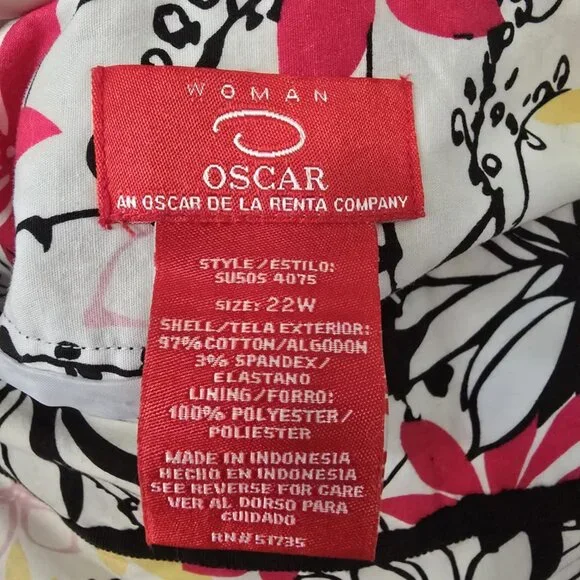 WOMAN
OSCAR
AN OSCAR DE LA RENTA COMPANY
STYLE/ESTILO:
SU50S 4075
SIZE: 22W
SHELL/TELA EXTERIOR:
97% COTTON/ALGODON
3% SPANDEX/
ELASTANO
LINING/FORRO:
100% POLYESTER/
POLIESTER
MADE IN INDONESIA
HECHO EN INDONESIA
SEE REVERSE FOR CARE
VER AL DORSO PARA
CUIDADO
RN# 51735